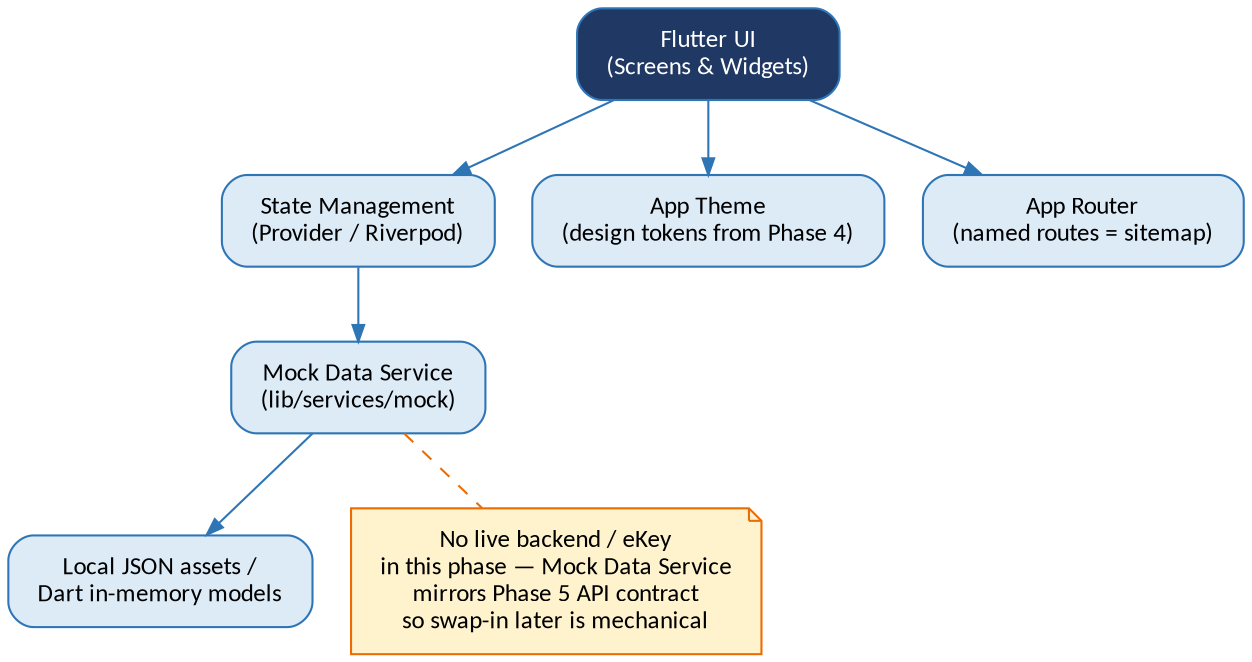 Flutter UI
(Screens & Widgets)
State Management
(Provider / Riverpod)
App Theme
(design tokens from Phase 4)
App Router
(named routes = sitemap)
Mock Data Service
(lib/services/mock)
Local JSON assets /
Dart in-memory models
No live backend / eKey
in this phase — Mock Data Service
mirrors Phase 5 API contract
so swap-in later is mechanical